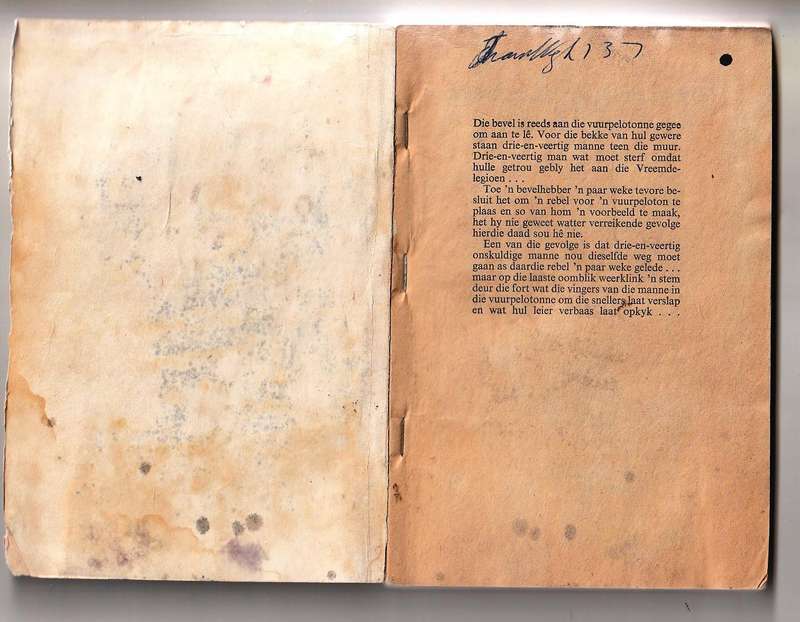 Die bevel is reeds aan die vuurpelotonne gegee
om aan te lê. Voor die bekke van hul gewere
staan drie-en-veertig manne teen die muur.
Drie-en-veertig man wat moet sterf omdat
hulle getrou gebly het aan die Vreemde-
legioen . . .
Toe 'n bevelhebber 'n paar weke tevore be-
sluit het om 'n rebel voor 'n vuurpeloton te
plaas en so van hom 'n voorbeeld te maak,
het hy nie geweet watter verreikende gevolge
hierdie daad sou hê nie.
Een van die gevolge is dat drie-en-veertig
onskuldige manne nou dieselfde weg moet
gaan as daardie rebel 'n paar weke gelede . . .
maar op die laaste oomblik weerklink 'n stem
deur die fort wat die vingers van die manne in
die vuurpelotonne om die snellers laat verslap
en wat hul leier verbaas laat opkyk . . .